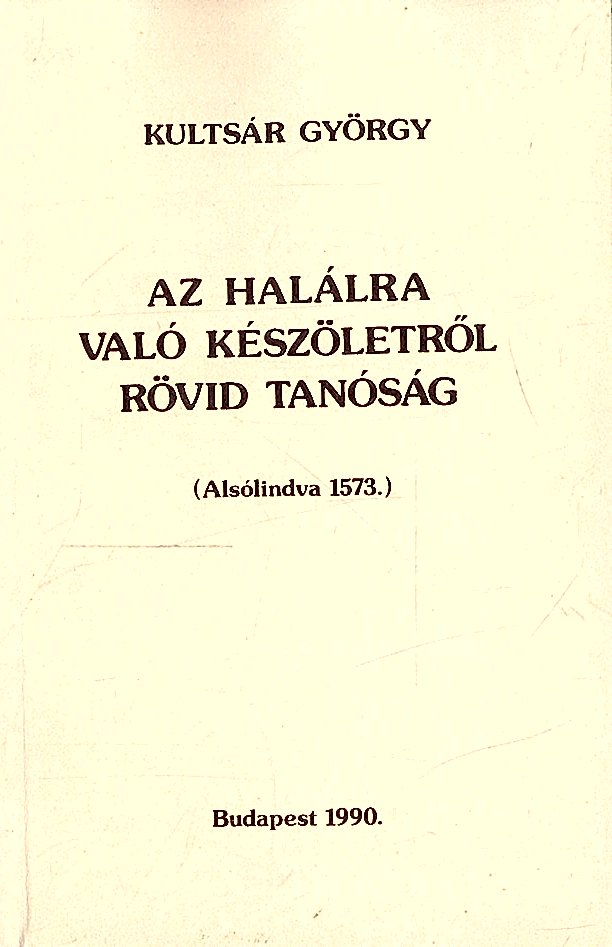 KULTSÁR GYÖRGY
AZ HALÁLRA
VALÓ KÉSZÖLETRŐL
RÖVID TANÓSÁG
(Alsólindva 1573.)
Budapest 1990.